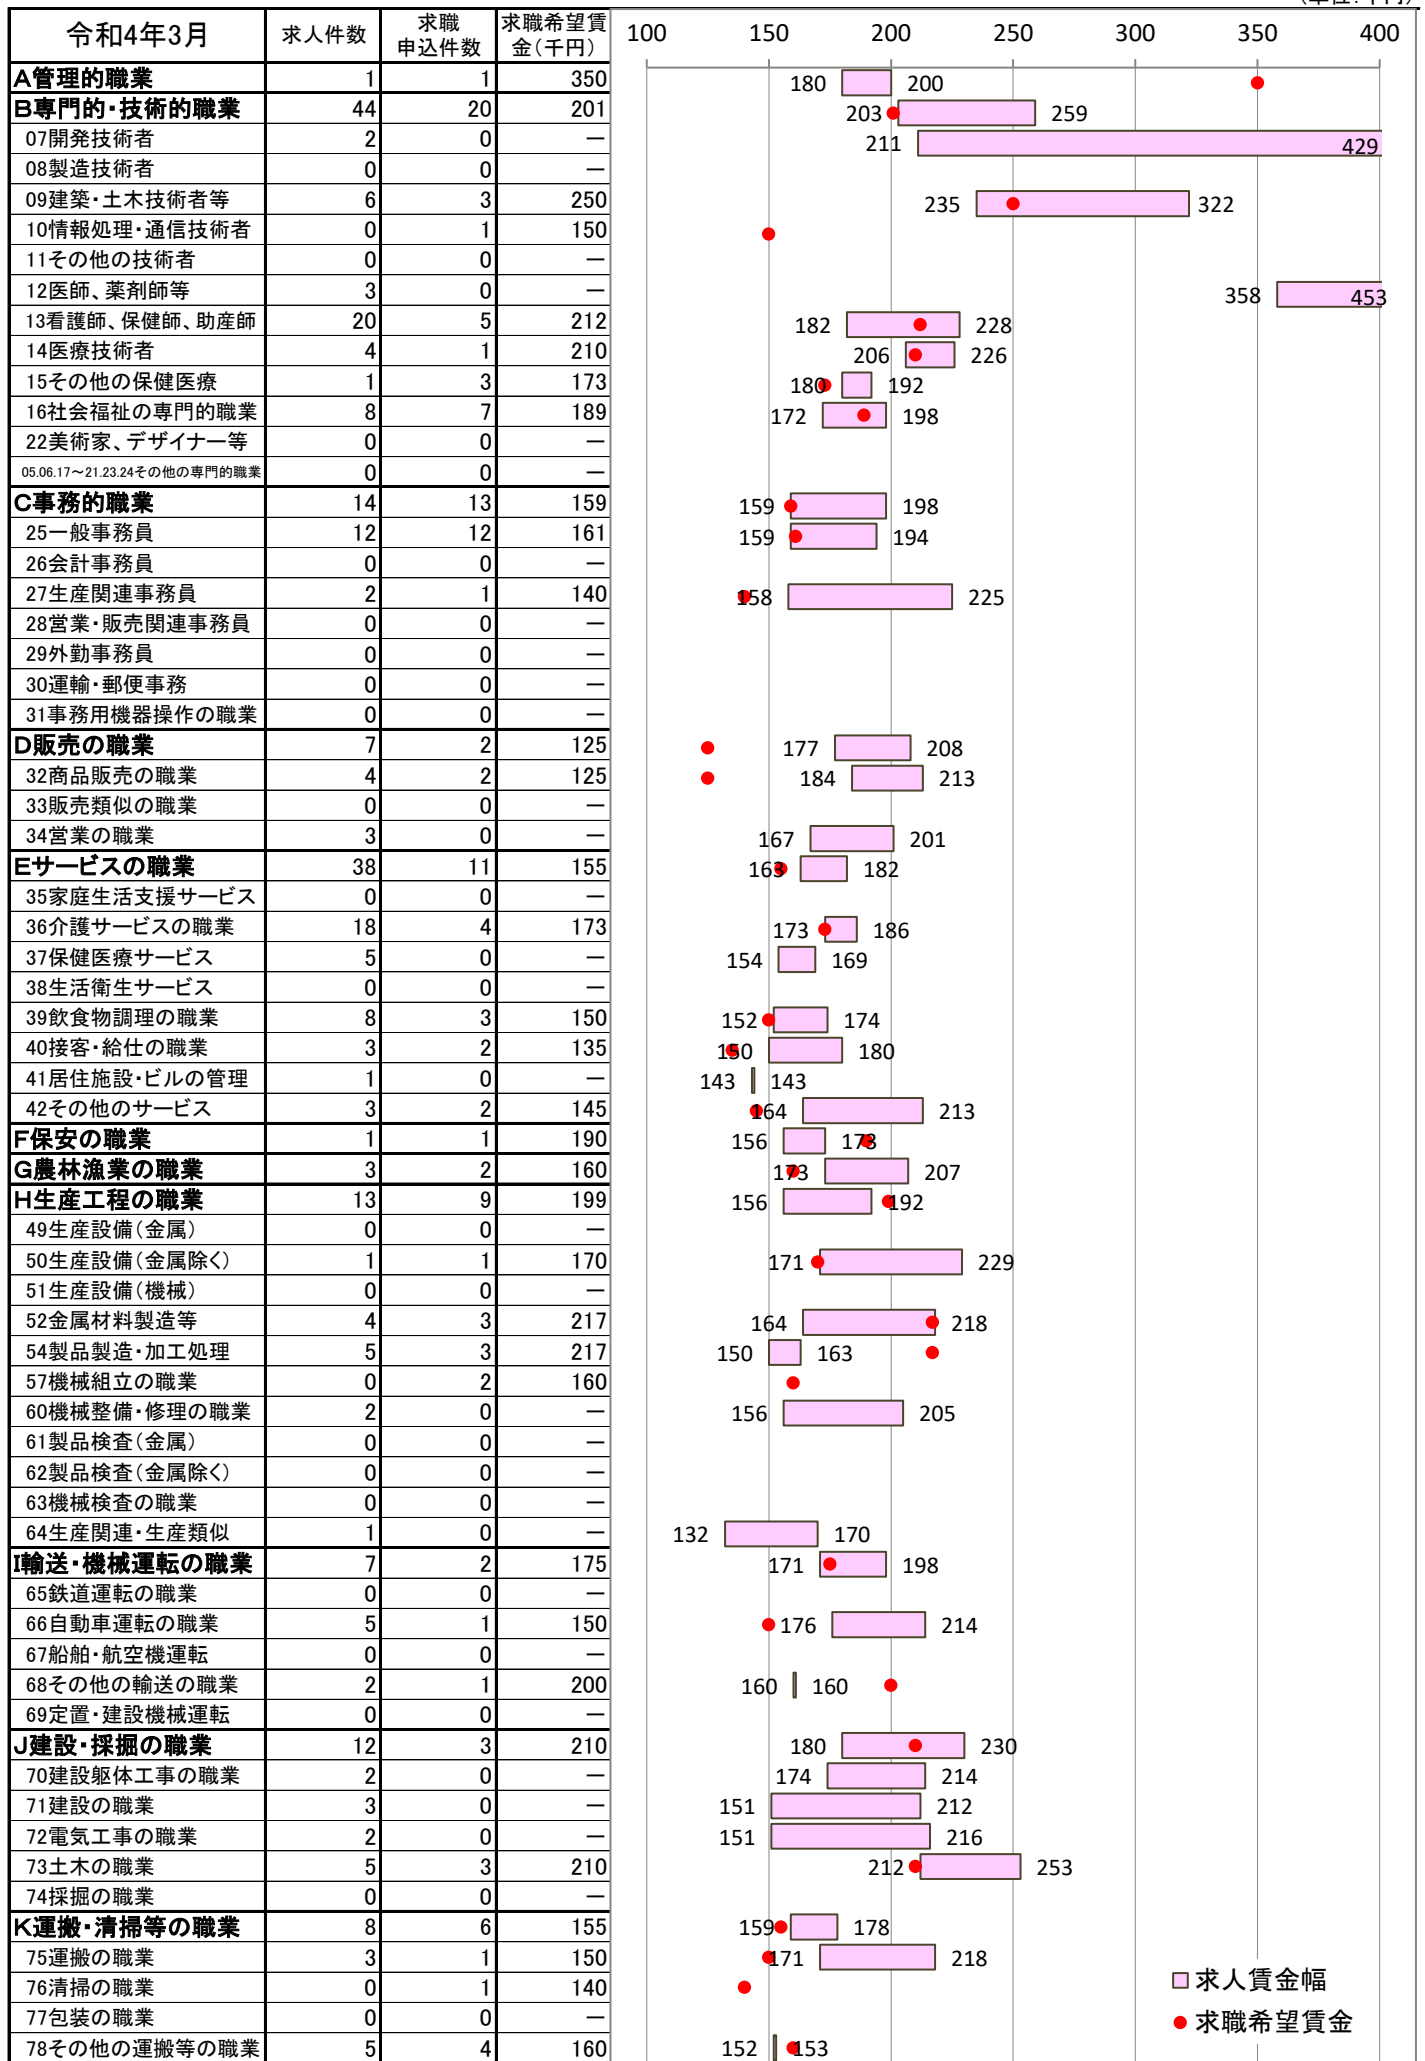 (単位:千円)
令和4年3月 求人件数 求職申込件数 求職希望賃金(千円) 100 150 200 250 300 350 400
A管理的職業 1 1 350 180 200
B専門的・技術的職業 44 20 201 203 259
07開発技術者 2 0 ― 211 429
08製造技術者 0 0 ―
09建築・土木技術者等 6 3 250 235 322
10情報処理・通信技術者 0 1 150
11その他の技術者 0 0 ―
12医師、薬剤師等 3 0 ― 358 453
13看護師、保健師、助産師 20 5 212 182 228
14医療技術者 4 1 210 206 226
15その他の保健医療 1 3 173 180 192
16社会福祉の専門的職業 8 7 189 172 198
22美術家、デザイナー等 0 0 ―
05.06.17~21.23.24その他の専門的職業 0 0 ―
C事務的職業 14 13 159 159 198
25一般事務員 12 12 161 159 194
26会計事務員 0 0 ―
27生産関連事務員 2 1 140 158 225
28営業・販売関連事務員 0 0 ―
29外勤事務員 0 0 ―
30運輸・郵便事務 0 0 ―
31事務用機器操作の職業 0 0 ―
D販売の職業 7 2 125 177 208
32商品販売の職業 4 2 125 184 213
33販売類似の職業 0 0 ―
34営業の職業 3 0 ― 167 201
Eサービスの職業 38 11 155 163 182
35家庭生活支援サービス 0 0 ―
36介護サービスの職業 18 4 173 173 186
37保健医療サービス 5 0 ― 154 169
38生活衛生サービス 0 0 ―
39飲食物調理の職業 8 3 150 152 174
40接客・給仕の職業 3 2 135 150 180
41居住施設・ビルの管理 1 0 ― 143 143
42その他のサービス 3 2 145 164 213
F保安の職業 1 1 190 156 173
G農林漁業の職業 3 2 160 173 207
H生産工程の職業 13 9 199 156 192
49生産設備(金属) 0 0 ―
50生産設備(金属除く) 1 1 170 171 229
51生産設備(機械) 0 0 ―
52金属材料製造等 4 3 217 164 218
54製品製造・加工処理 5 3 217 150 163
57機械組立の職業 0 2 160
60機械整備・修理の職業 2 0 ― 156 205
61製品検査(金属) 0 0 ―
62製品検査(金属除く) 0 0 ―
63機械検査の職業 0 0 ―
64生産関連・生産類似 1 0 ― 132 170
I輸送・機械運転の職業 7 2 175 171 198
65鉄道運転の職業 0 0 ―
66自動車運転の職業 5 1 150 176 214
67船舶・航空機運転 0 0 ―
68その他の輸送の職業 2 1 200 160 160
69定置・建設機械運転 0 0 ―
J建設・採掘の職業 12 3 210 180 230
70建設躯体工事の職業 2 0 ― 174 214
71建設の職業 3 0 ― 151 212
72電気工事の職業 2 0 ― 151 216
73土木の職業 5 3 210 212 253
74採掘の職業 0 0 ―
K運搬・清掃等の職業 8 6 155 159 178
75運搬の職業 3 1 150 171 218
76清掃の職業 0 1 140
77包装の職業 0 0 ―
78その他の運搬等の職業 5 4 160 152 153
求人賃金幅
求職希望賃金